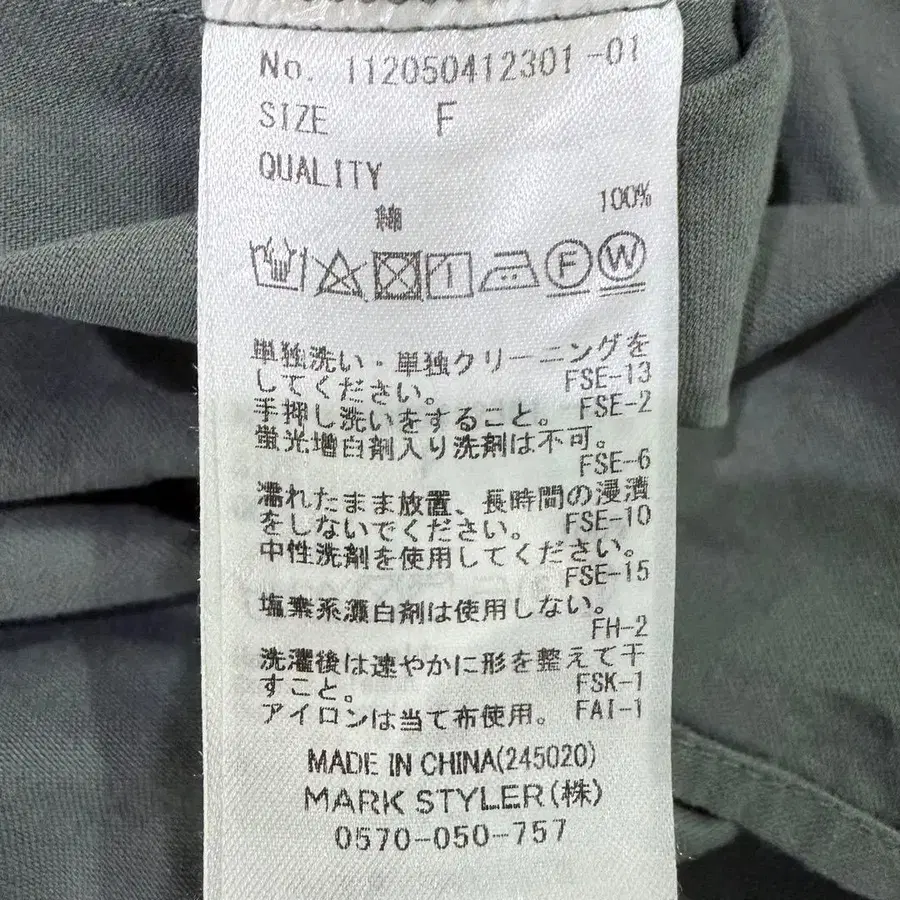 No. 112050412301-01
SIZE F
QUALITY
綿 100%
F W
単独洗い・単独クリーニングを
してください。 FSE-13
手押し洗いをすること。 FSE-2
蛍光増白剤入り洗剤は不可。
FSE-6
濡れたまま放置、長時間の浸漬
をしないでください。 FSE-10
中性洗剤を使用してください。
FSE-15
塩素系漂白剤は使用しない。
FH-2
洗濯後は速やかに形を整えて干
すこと。 FSK-1
アイロンは当て布使用。 FAI-1
MADE IN CHINA(245020)
MARK STYLER(株)
0570-050-757